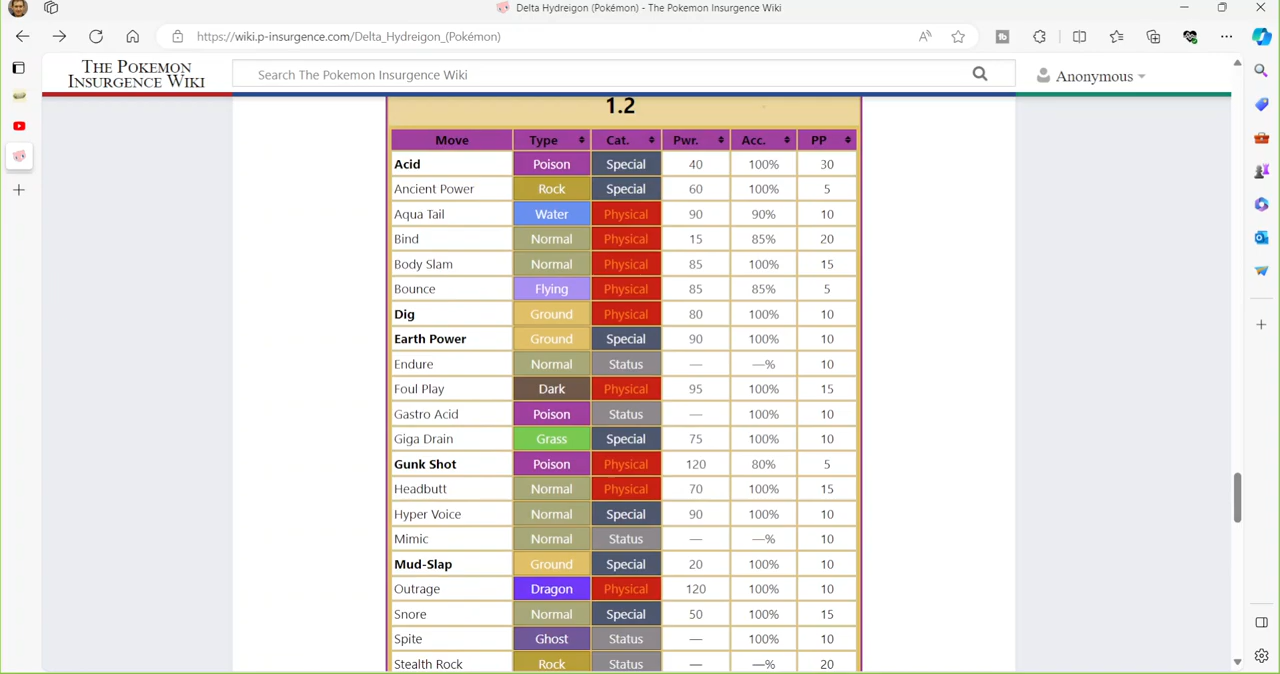 Delta Hydreigon (Pokémon) - The Pokemon Insurgence Wiki
https://wiki.p-insurgence.com/Delta_Hydreigon_(Pokémon)
THE POKEMON
INSURGENCE WIKI
Search The Pokemon Insurgence Wiki
Anonymous
1.2
Move Type Cat. Pwr. Acc. PP
Acid Poison Special 40 100% 30
Ancient Power Rock Special 60 100% 5
Aqua Tail Water Physical 90 90% 10
Bind Normal Physical 15 85% 20
Body Slam Normal Physical 85 100% 15
Bounce Flying Physical 85 85% 5
Dig Ground Physical 80 100% 10
Earth Power Ground Special 90 100% 10
Endure Normal Status — —% 10
Foul Play Dark Physical 95 100% 15
Gastro Acid Poison Status — 100% 10
Giga Drain Grass Special 75 100% 10
Gunk Shot Poison Physical 120 80% 5
Headbutt Normal Physical 70 100% 15
Hyper Voice Normal Special 90 100% 10
Mimic Normal Status — —% 10
Mud-Slap Ground Special 20 100% 10
Outrage Dragon Physical 120 100% 10
Snore Normal Special 50 100% 15
Spite Ghost Status — 100% 10
Stealth Rock Rock Status — —% 20